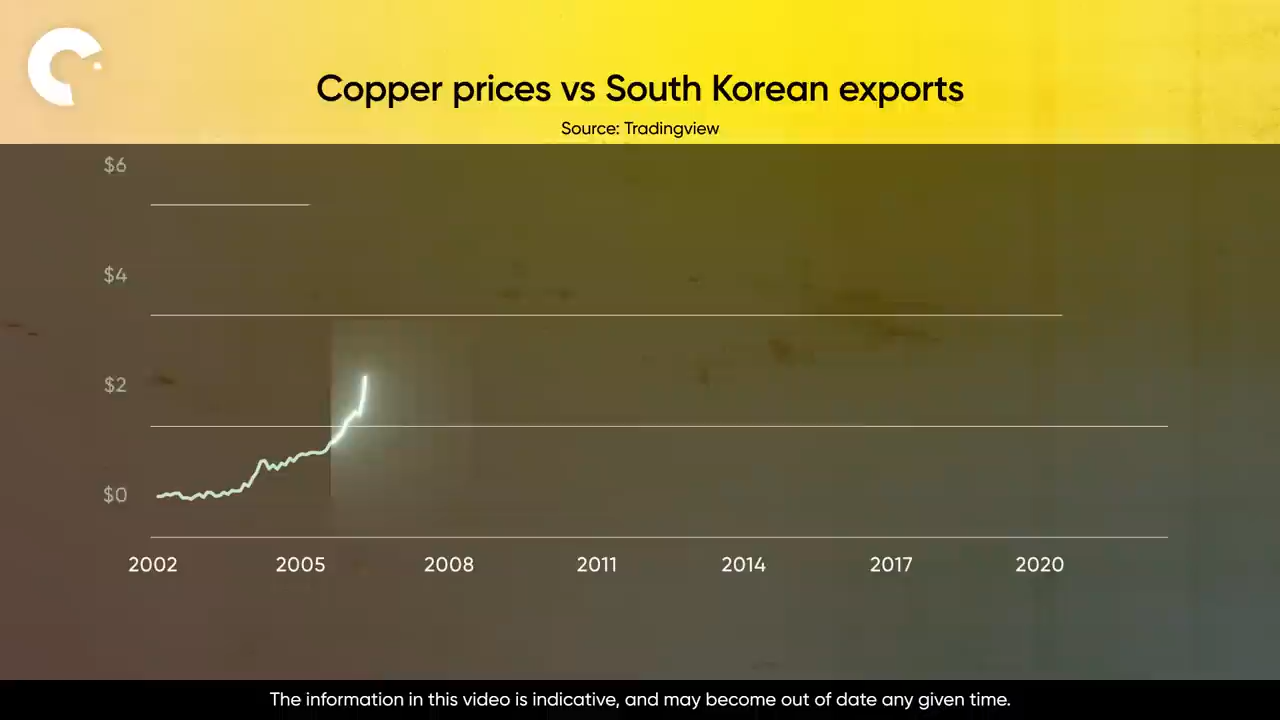 Copper prices vs South Korean exports
Source: Tradingview
$6
$4
$2
$0
2002 2005 2008 2011 2014 2017 2020
The information in this video is indicative, and may become out of date any given time.